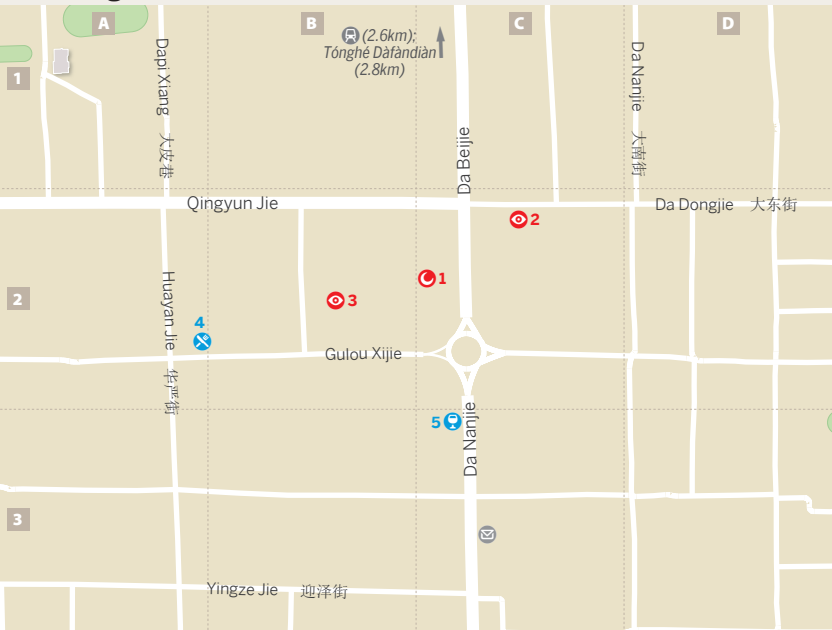 A
B
C
D
1
2
3
(2.6km);
Tónghé Dàfàndiàn
(2.8km)
Dapi Xiang 大皮巷
Da Beijie
Da Nanjie 大南街
Qingyun Jie
Da Dongjie 大东街
2
1
3
Huayan Jie 华严街
4
Gulou Xijie
5
Da Nanjie
Yingze Jie 迎泽街